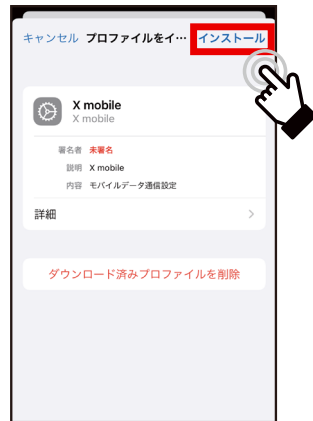 キャンセル プロファイルをイ… インストール
X mobile
X mobile
署名者 未署名
説明 X mobile
内容 モバイルデータ通信設定
詳細
ダウンロード済みプロファイルを削除